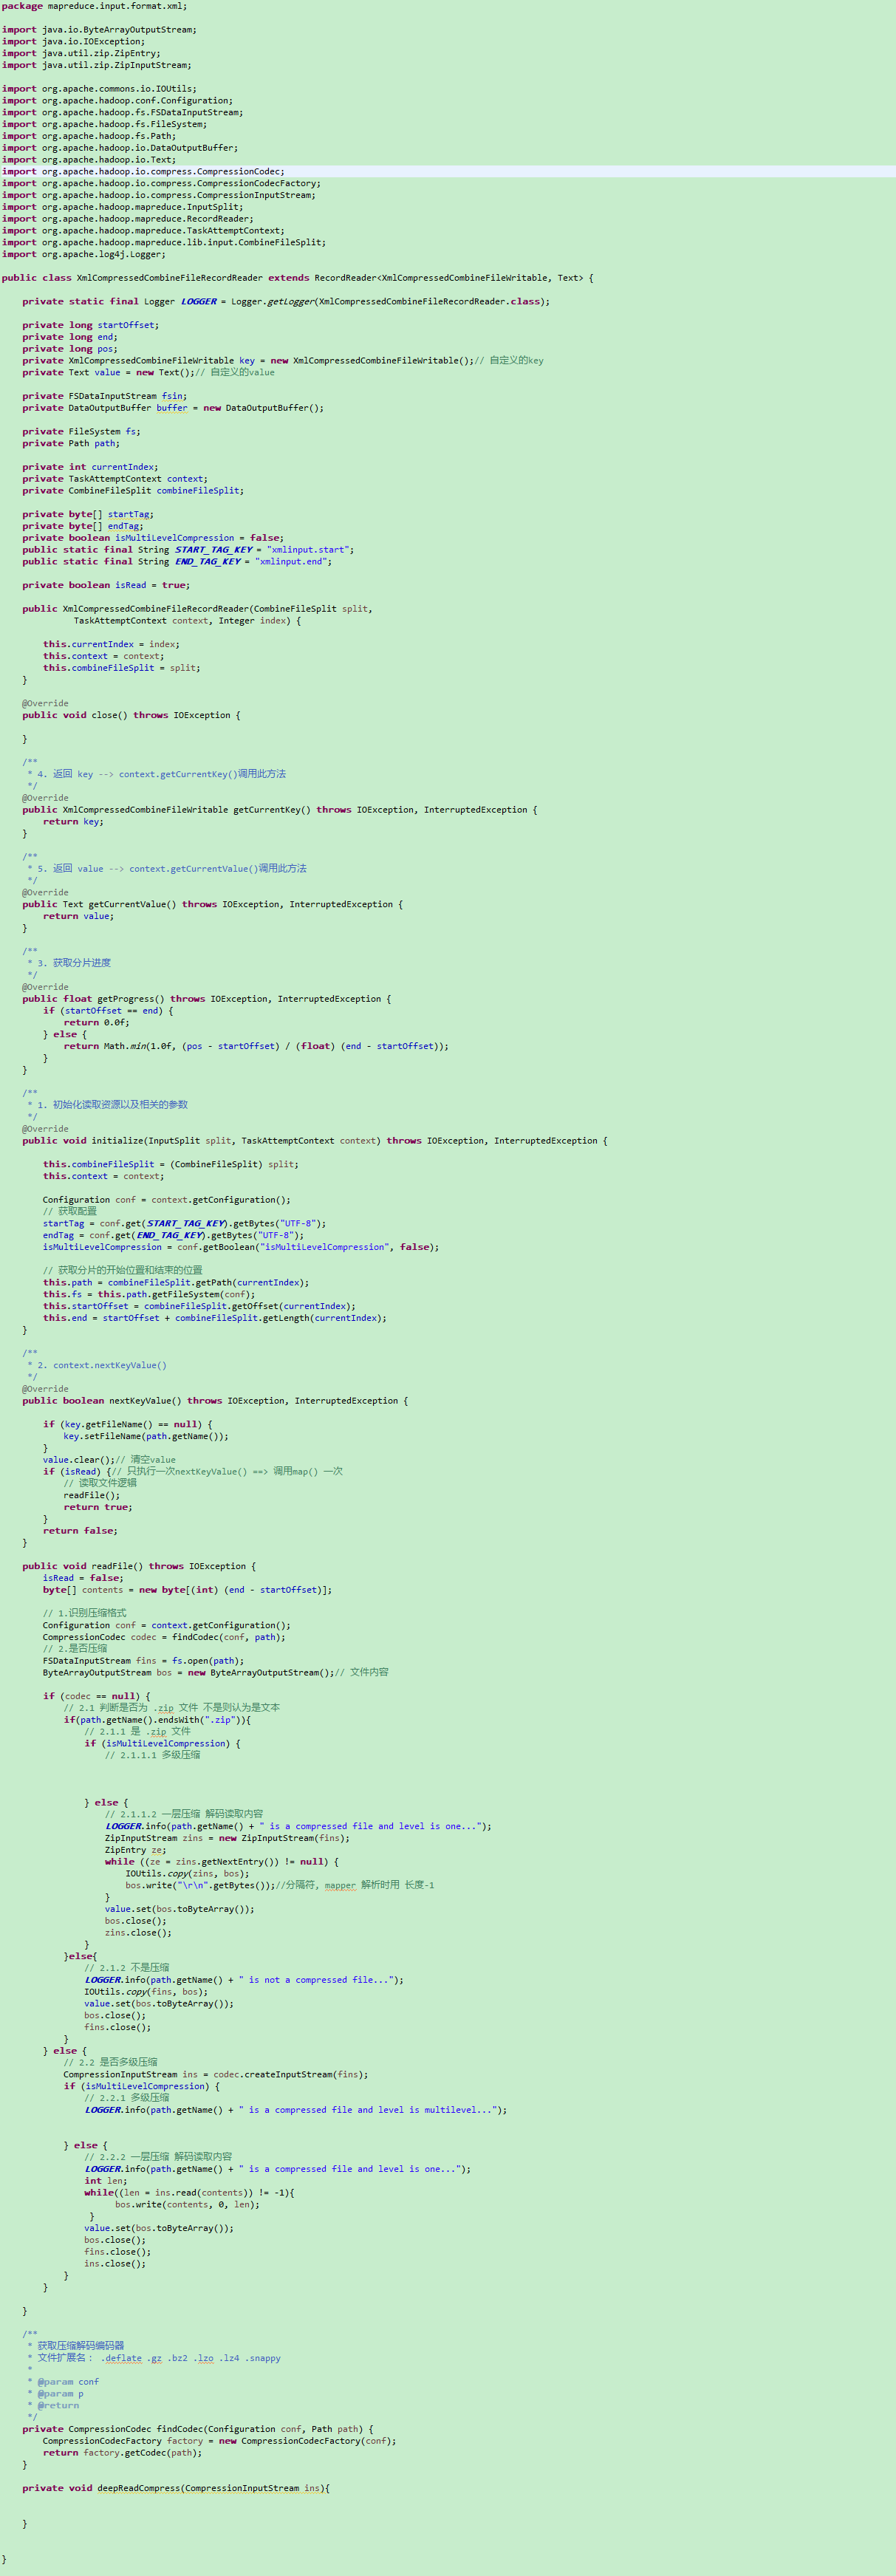 package mapreduce.input.format.xml;
import java.io.ByteArrayOutputStream;
import java.io.IOException;
import java.util.zip.ZipEntry;
import java.util.zip.ZipInputStream;
import org.apache.commons.io.IOUtils;
import org.apache.hadoop.conf.Configuration;
import org.apache.hadoop.fs.FSDataInputStream;
import org.apache.hadoop.fs.FileSystem;
import org.apache.hadoop.fs.Path;
import org.apache.hadoop.io.DataOutputBuffer;
import org.apache.hadoop.io.Text;
import org.apache.hadoop.io.compress.CompressionCodec;
import org.apache.hadoop.io.compress.CompressionCodecFactory;
import org.apache.hadoop.io.compress.CompressionInputStream;
import org.apache.hadoop.mapreduce.InputSplit;
import org.apache.hadoop.mapreduce.RecordReader;
import org.apache.hadoop.mapreduce.TaskAttemptContext;
import org.apache.hadoop.mapreduce.lib.input.CombineFileSplit;
import org.apache.log4j.Logger;
public class XmlCompressedCombineFileRecordReader extends RecordReader<XmlCompressedCombineFileWritable, Text> {
private static final Logger LOGGER = Logger.getLogger(XmlCompressedCombineFileRecordReader.class);
private long startOffset;
private long end;
private long pos;
private XmlCompressedCombineFileWritable key = new XmlCompressedCombineFileWritable();// 自定义的key
private Text value = new Text();// 自定义的value
private FSDataInputStream fsin;
private DataOutputBuffer buffer = new DataOutputBuffer();
private FileSystem fs;
private Path path;
private int currentIndex;
private TaskAttemptContext context;
private CombineFileSplit combineFileSplit;
private byte[] startTag;
private byte[] endTag;
private boolean isMultiLevelCompression = false;
public static final String START_TAG_KEY = "xmlinput.start";
public static final String END_TAG_KEY = "xmlinput.end";
private boolean isRead = true;
public XmlCompressedCombineFileRecordReader(CombineFileSplit split,
TaskAttemptContext context, Integer index) {
this.currentIndex = index;
this.context = context;
this.combineFileSplit = split;
}
@Override
public void close() throws IOException {
}
/**
* 4. 返回 key --> context.getCurrentKey()调用此方法
*/
@Override
public XmlCompressedCombineFileWritable getCurrentKey() throws IOException, InterruptedException {
return key;
}
/**
* 5. 返回 value --> context.getCurrentValue()调用此方法
*/
@Override
public Text getCurrentValue() throws IOException, InterruptedException {
return value;
}
/**
* 3. 获取分片进度
*/
@Override
public float getProgress() throws IOException, InterruptedException {
if (startOffset == end) {
return 0.0f;
} else {
return Math.min(1.0f, (pos - startOffset) / (float) (end - startOffset));
}
}
/**
* 1. 初始化读取资源以及相关的参数
*/
@Override
public void initialize(InputSplit split, TaskAttemptContext context) throws IOException, InterruptedException {
this.combineFileSplit = (CombineFileSplit) split;
this.context = context;
Configuration conf = context.getConfiguration();
// 获取配置
startTag = conf.get(START_TAG_KEY).getBytes("UTF-8");
endTag = conf.get(END_TAG_KEY).getBytes("UTF-8");
isMultiLevelCompression = conf.getBoolean("isMultiLevelCompression", false);
// 获取分片的开始位置和结束的位置
this.path = combineFileSplit.getPath(currentIndex);
this.fs = this.path.getFileSystem(conf);
this.startOffset = combineFileSplit.getOffset(currentIndex);
this.end = startOffset + combineFileSplit.getLength(currentIndex);
}
/**
* 2. context.nextKeyValue()
*/
@Override
public boolean nextKeyValue() throws IOException, InterruptedException {
if (key.getFileName() == null) {
key.setFileName(path.getName());
}
value.clear();// 清空value
if (isRead) {// 只执行一次nextKeyValue() ==> 调用map() 一次
// 读取文件逻辑
readFile();
return true;
}
return false;
}
public void readFile() throws IOException {
isRead = false;
byte[] contents = new byte[(int) (end - startOffset)];
// 1.识别压缩格式
Configuration conf = context.getConfiguration();
CompressionCodec codec = findCodec(conf, path);
// 2.是否压缩
FSDataInputStream fins = fs.open(path);
ByteArrayOutputStream bos = new ByteArrayOutputStream();// 文件内容
if (codec == null) {
// 2.1 判断是否为 .zip 文件 不是则认为是文本
if(path.getName().endsWith(".zip")){
// 2.1.1 是 .zip 文件
if (isMultiLevelCompression) {
// 2.1.1.1 多级压缩
} else {
// 2.1.1.2 一层压缩 解码读取内容
LOGGER.info(path.getName() + " is a compressed file and level is one...");
ZipInputStream zins = new ZipInputStream(fins);
ZipEntry ze;
while ((ze = zins.getNextEntry()) != null) {
IOUtils.copy(zins, bos);
bos.write("\r\n".getBytes());//分隔符, mapper 解析时用 长度-1
}
value.set(bos.toByteArray());
bos.close();
zins.close();
}
}else{
// 2.1.2 不是压缩
LOGGER.info(path.getName() + " is not a compressed file...");
IOUtils.copy(fins, bos);
value.set(bos.toByteArray());
bos.close();
fins.close();
}
} else {
// 2.2 是否多级压缩
CompressionInputStream ins = codec.createInputStream(fins);
if (isMultiLevelCompression) {
// 2.2.1 多级压缩
LOGGER.info(path.getName() + " is a compressed file and level is multilevel...");
} else {
// 2.2.2 一层压缩 解码读取内容
LOGGER.info(path.getName() + " is a compressed file and level is one...");
int len;
while((len = ins.read(contents)) != -1){
bos.write(contents, 0, len);
}
value.set(bos.toByteArray());
bos.close();
fins.close();
ins.close();
}
}
}
/**
* 获取压缩解码编码器
* 文件扩展名： .deflate .gz .bz2 .lzo .lz4 .snappy
*
* @param conf
* @param p
* @return
*/
private CompressionCodec findCodec(Configuration conf, Path path) {
CompressionCodecFactory factory = new CompressionCodecFactory(conf);
return factory.getCodec(path);
}
private void deepReadCompress(CompressionInputStream ins){
}
}